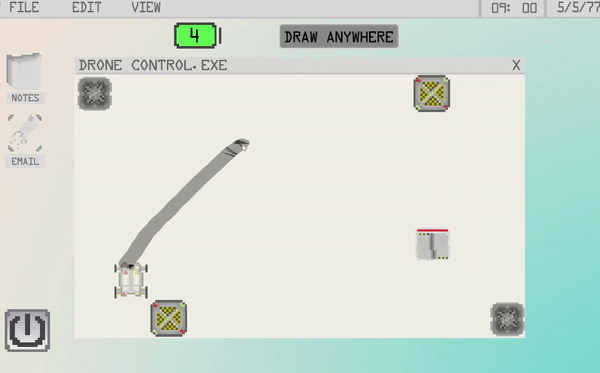 FILE EDIT VIEW 09: 00 5/5/77
4 DRAW ANYWHERE
DRONE CONTROL.EXE X
NOTES
EMAIL